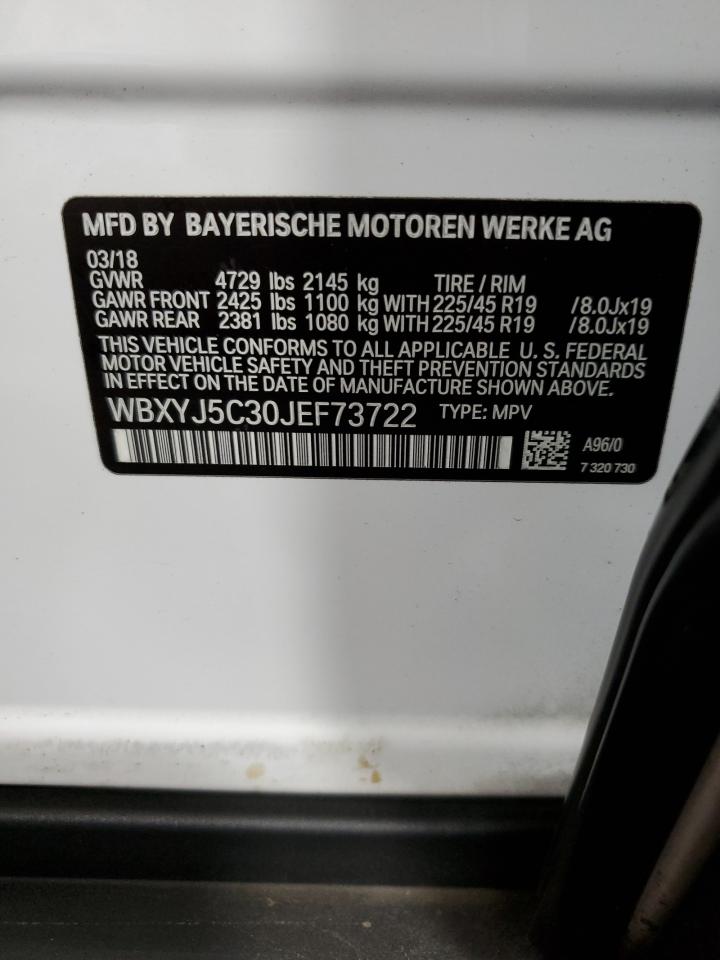 MFD BY BAYERISCHE MOTOREN WERKE AG
03/18
GVWR 4729 lbs 2145 kg TIRE / RIM
GAWR FRONT 2425 lbs 1100 kg WITH 225/45 R19 /8.0Jx19
GAWR REAR 2381 lbs 1080 kg WITH 225/45 R19 /8.0Jx19
THIS VEHICLE CONFORMS TO ALL APPLICABLE U. S. FEDERAL
MOTOR VEHICLE SAFETY AND THEFT PREVENTION STANDARDS
IN EFFECT ON THE DATE OF MANUFACTURE SHOWN ABOVE.
WBXYJ5C30JEF73722 TYPE: MPV
A96/0
7 320 730